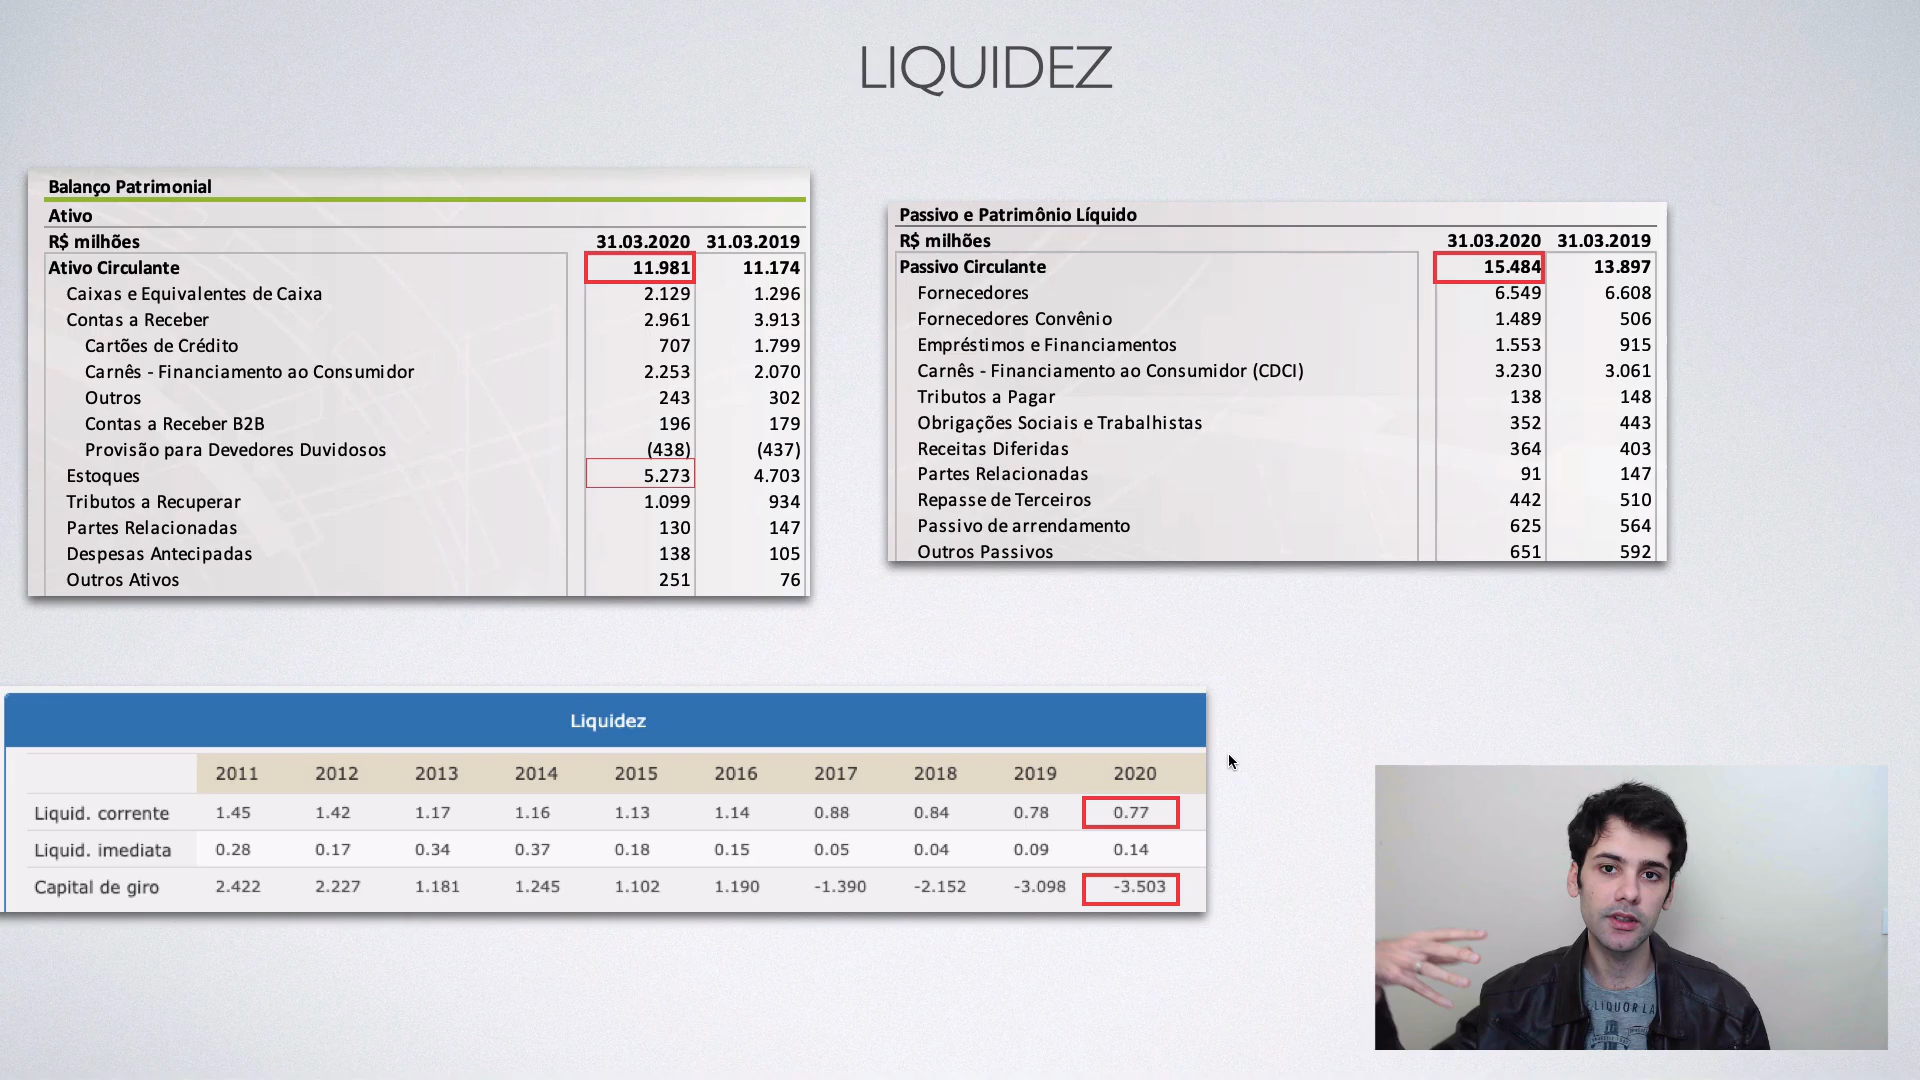 LIQUIDEZ
Balanço Patrimonial
Ativo
R$ milhões 31.03.2020 31.03.2019
Ativo Circulante 11.981 11.174
Caixas e Equivalentes de Caixa 2.129 1.296
Contas a Receber 2.961 3.913
Cartões de Crédito 707 1.799
Carnês - Financiamento ao Consumidor 2.253 2.070
Outros 243 302
Contas a Receber B2B 196 179
Provisão para Devedores Duvidosos (438) (437)
Estoques 5.273 4.703
Tributos a Recuperar 1.099 934
Partes Relacionadas 130 147
Despesas Antecipadas 138 105
Outros Ativos 251 76
Passivo e Patrimônio Líquido
R$ milhões 31.03.2020 31.03.2019
Passivo Circulante 15.484 13.897
Fornecedores 6.549 6.608
Fornecedores Convênio 1.489 506
Empréstimos e Financiamentos 1.553 915
Carnês - Financiamento ao Consumidor (CDCI) 3.230 3.061
Tributos a Pagar 138 148
Obrigações Sociais e Trabalhistas 352 443
Receitas Diferidas 364 403
Partes Relacionadas 91 147
Repasse de Terceiros 442 510
Passivo de arrendamento 625 564
Outros Passivos 651 592
Liquidez
2011 2012 2013 2014 2015 2016 2017 2018 2019 2020
Liquid. corrente 1.45 1.42 1.17 1.16 1.13 1.14 0.88 0.84 0.78 0.77
Liquid. imediata 0.28 0.17 0.34 0.37 0.18 0.15 0.05 0.04 0.09 0.14
Capital de giro 2.422 2.227 1.181 1.245 1.102 1.190 -1.390 -2.152 -3.098 -3.503
LIQUOR LA